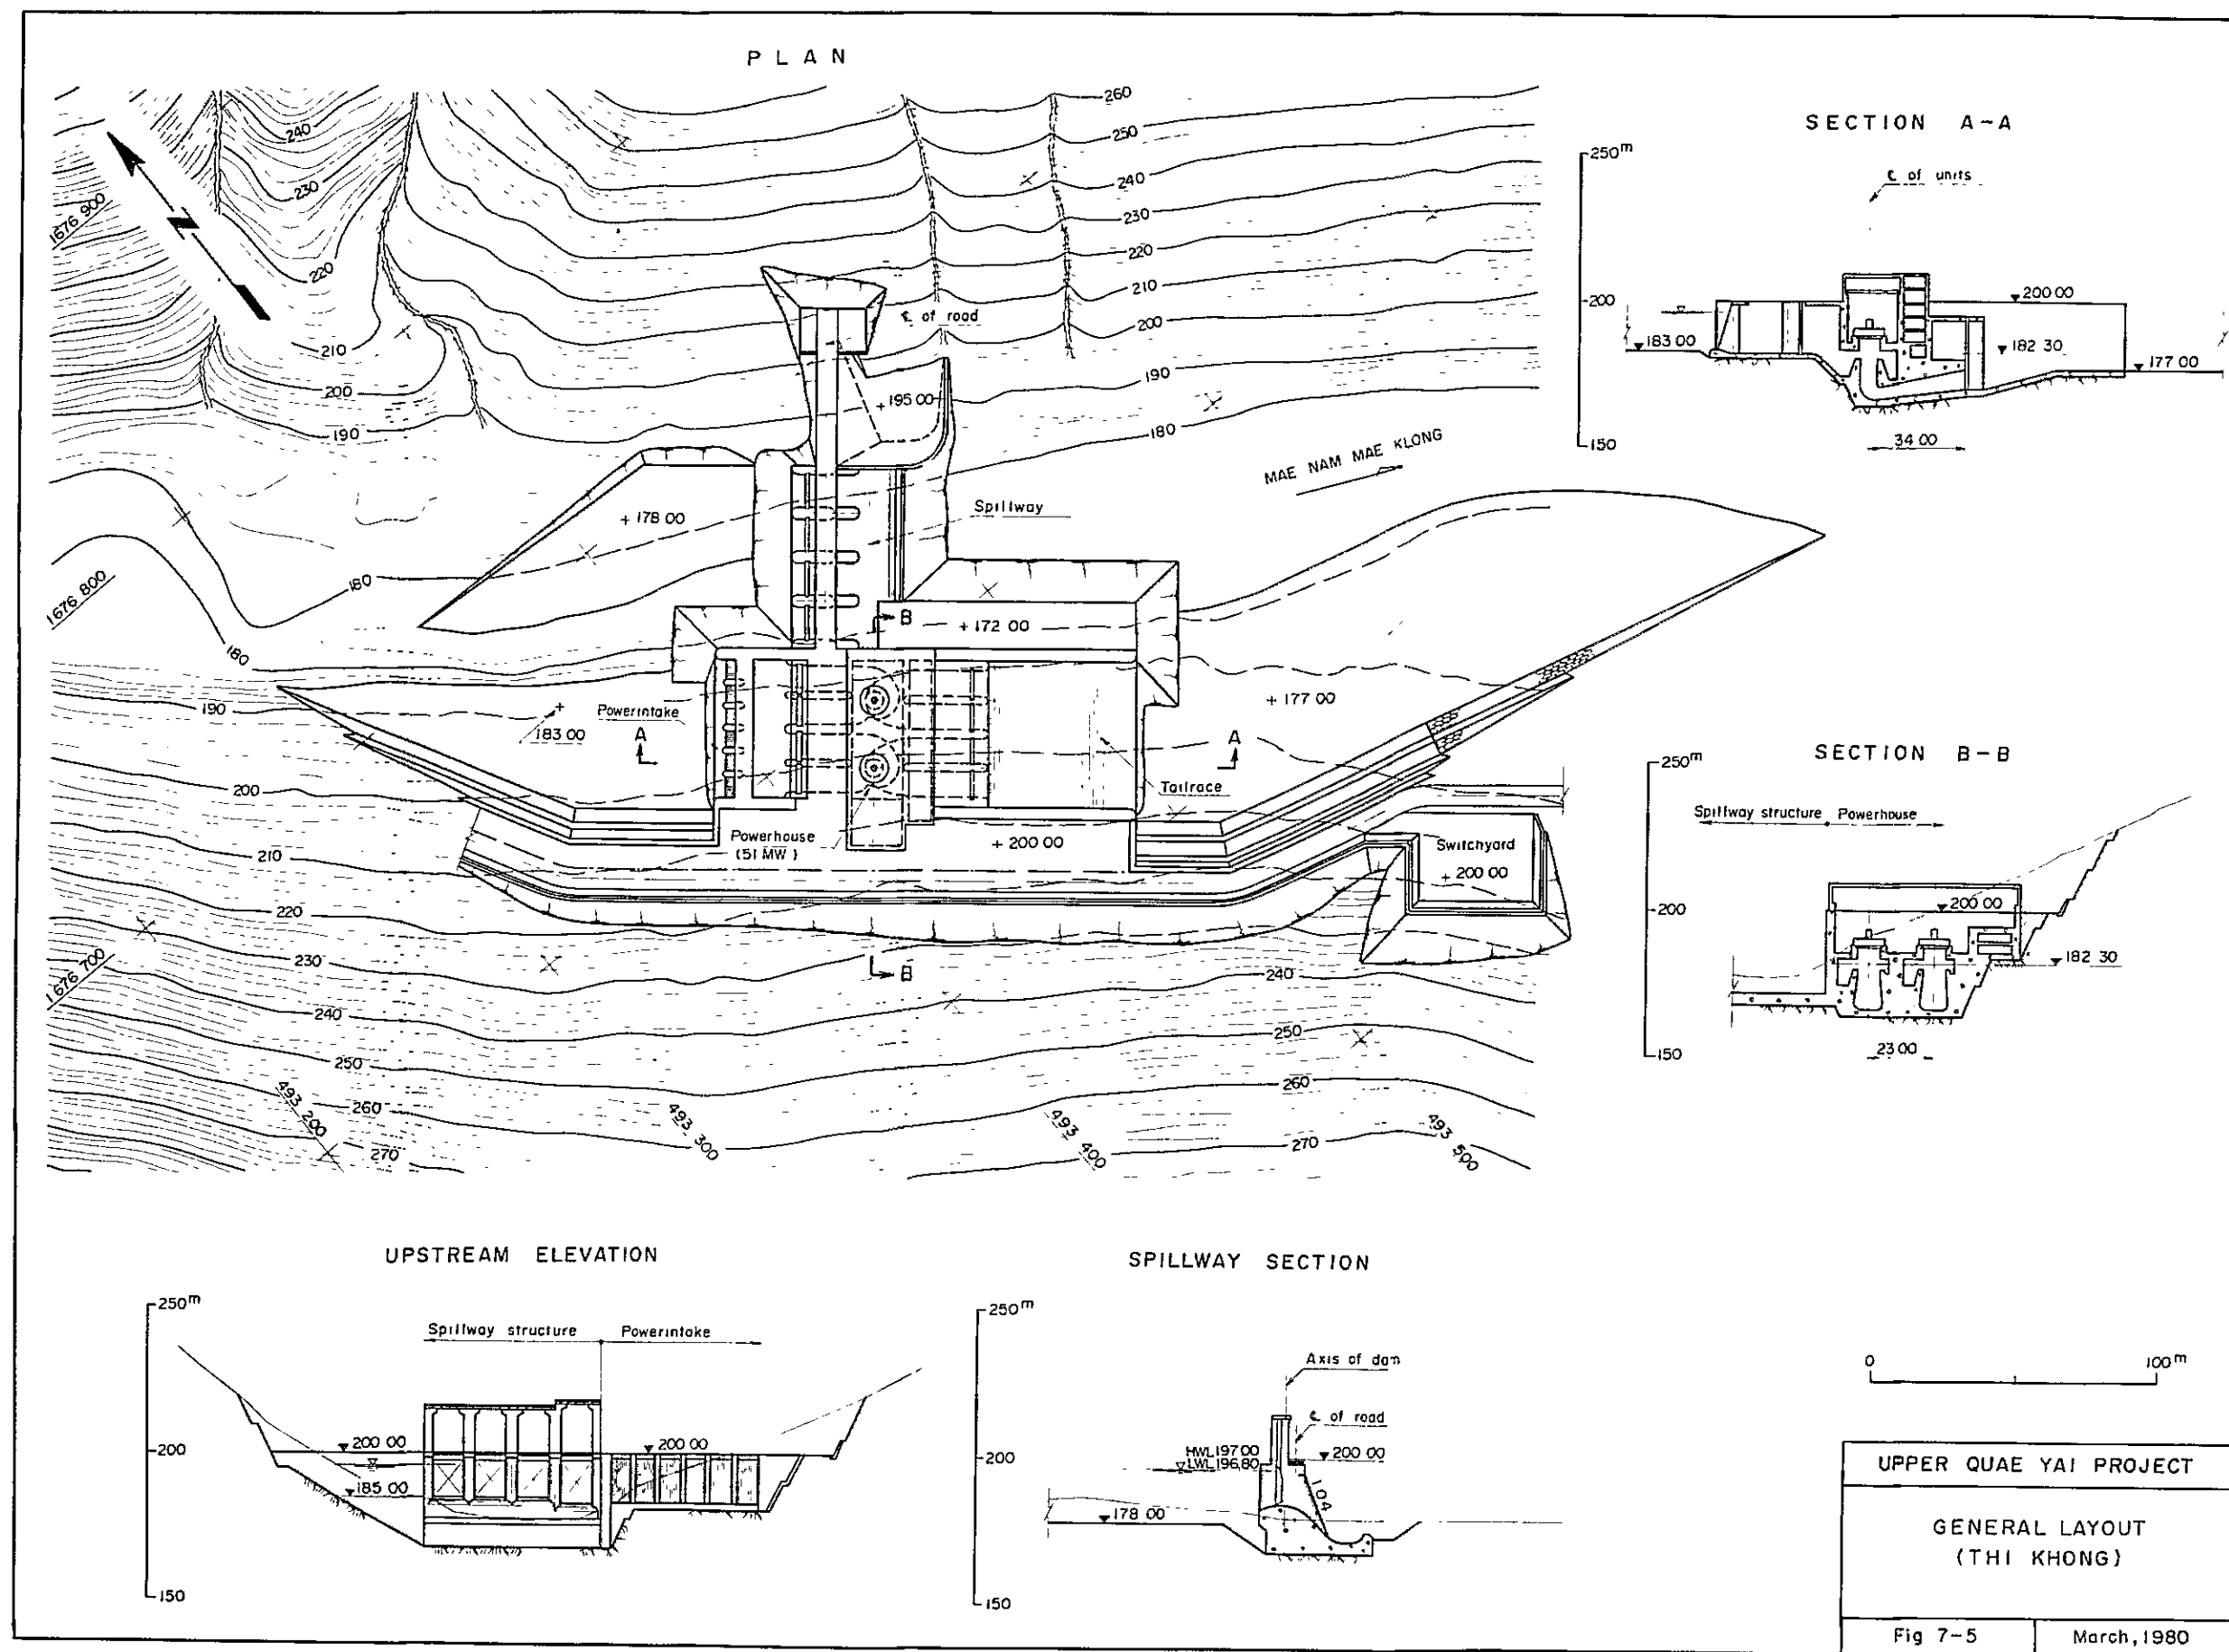 PLAN
260
250
240
230
220
210
200
190
180
240
230
220
210
200
190
1676 900
N
℄ of road
+ 195 00
MAE NAM MAE KLONG
+ 178 00
Spillway
180
1676 800
180
B
+ 172 00
190
Powerintake
+ 183 00
A
A
+ 177 00
Tailrace
200
Powerhouse
(51 MW)
+ 200 00
Switchyard
+ 200 00
210
220
230
B
240
1676 700
240
250
250
260
260
270
270
493 200
493 300
493 400
493 500
SECTION A-A
250m
℄ of units
200
200 00
183 00
182 30
177 00
150
34 00
SECTION B-B
250m
Spillway structure Powerhouse
200
200 00
182 30
150
23 00
UPSTREAM ELEVATION
250m
Spillway structure Powerintake
200
200 00
200 00
185 00
150
SPILLWAY SECTION
250m
Axis of dam
℄ of road
HWL 197 00
LWL 196,80
200 00
200
1 0 4
178 00
150
0 100m
UPPER QUAE YAI PROJECT
GENERAL LAYOUT
(THI KHONG)
Fig 7-5 March, 1980